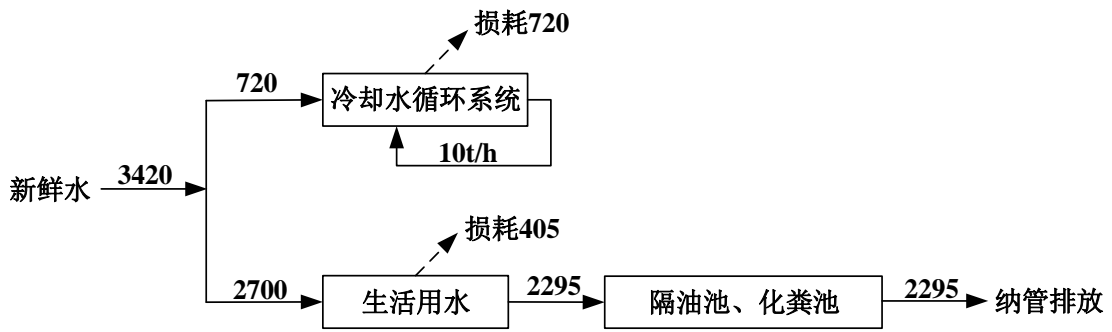 损耗720
720
冷却水循环系统
10t/h
新鲜水
3420
损耗405
2700
生活用水
2295
隔油池、化粪池
2295
纳管排放